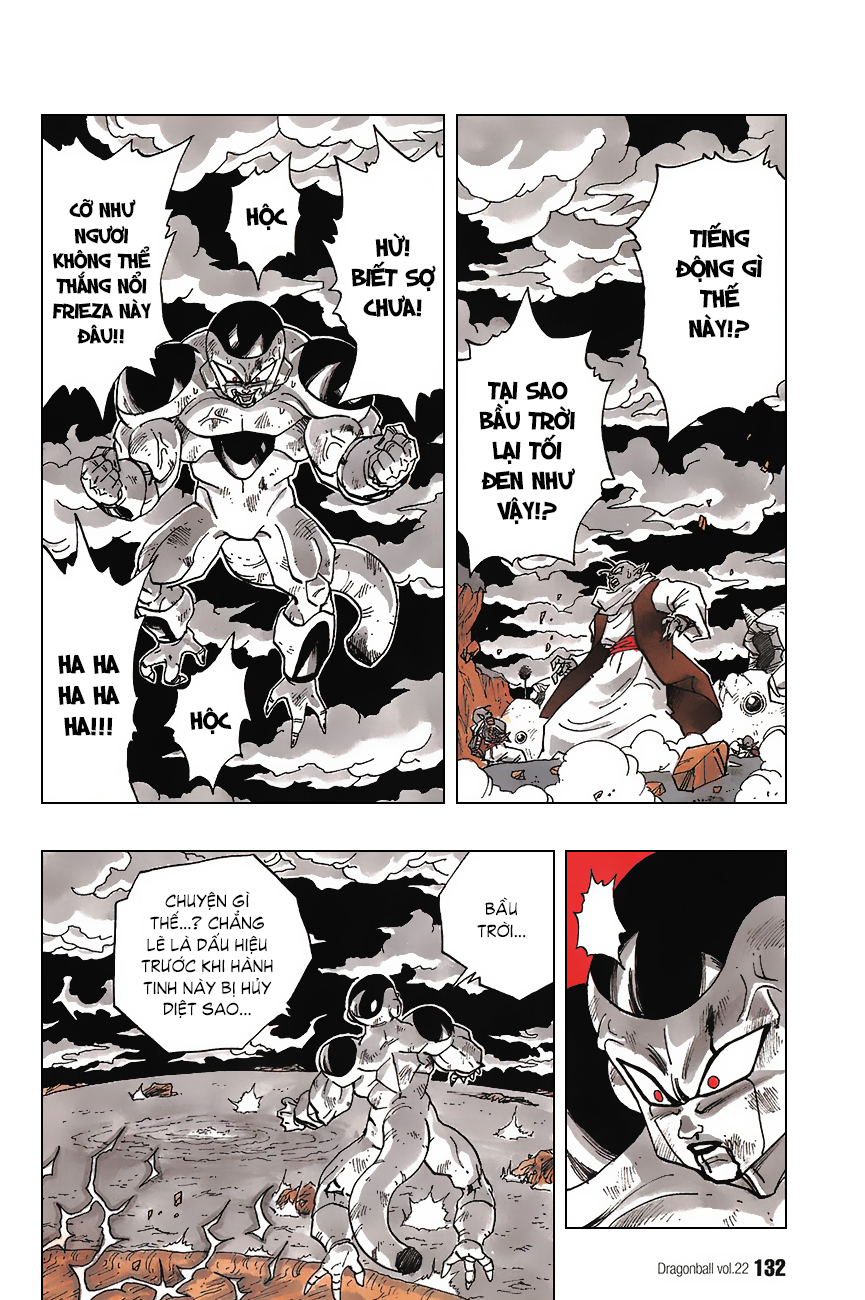 TIẾNG
ĐỘNG GÌ
THẾ
NÀY!?
TẠI SAO
BẦU TRỜI
LẠI TỐI
ĐEN NHƯ
VẬY!?
HỪ!
BIẾT SỢ
CHƯA!
HỘC
CỠ NHƯ
NGƯƠI
KHÔNG THỂ
THẮNG NỔI
FRIEZA NÀY
ĐÂU!!
HỘC
HA HA
HA HA
HA!!!
BẦU
TRỜI...
CHUYỆN GÌ
THẾ...? CHẲNG
LẼ LÀ DẤU HIỆU
TRƯỚC KHI HÀNH
TINH NÀY BỊ HỦY
DIỆT SAO...
Dragonball vol.22 132